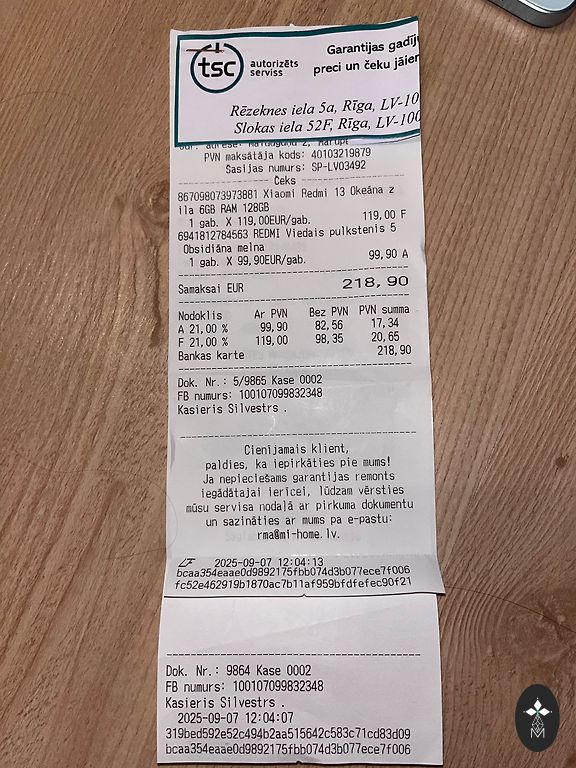 tsc
autorizēts
serviss
Garantijas gadīju
preci un čeku jāier
Rēzeknes iela 5a, Rīga, LV-10
Slokas iela 52F, Rīga, LV-100
PVN maksātāja kods: 40103219879
Šasijas numurs: SP-LV03492
Čeks
867098073973881 Xiaomi Redmi 13 Okeāna z
ila 6GB RAM 128GB
1 gab. X 119,00EUR/gab. 119,00 F
6941812784563 REDMI Viedais pulkstenis 5
Obsidiāna melna
1 gab. X 99,90EUR/gab. 99,90 A
Samaksai EUR 218,90
Nodoklis Ar PVN Bez PVN PVN summa
A 21,00 % 99,90 82,56 17,34
F 21,00 % 119,00 98,35 20,65
Bankas karte 218,90
Dok. Nr.: 5/9865 Kase 0002
FB numurs: 100107099832348
Kasieris Silvestrs .
Cienījamais klient,
paldies, ka iepirkāties pie mums!
Ja nepieciešams garantijas remonts
iegādātajai ierīcei, lūdzam vērsties
mūsu servisa nodaļā ar pirkuma dokumentu
un sazināties ar mums pa e-pastu:
rma@mi-home.lv.
LF 2025-09-07 12:04:13
bcaa354eaae0d9892175fbb074d3b077ece7f006
fc52e462919b1870ac7b11af959bfdfefec90f21
Dok. Nr.: 9864 Kase 0002
FB numurs: 100107099832348
Kasieris Silvestrs .
2025-09-07 12:04:07
319bed592e52c494b2aa515642c583c71cd83d09
bcaa354eaae0d9892175fbb074d3b077ece7f006